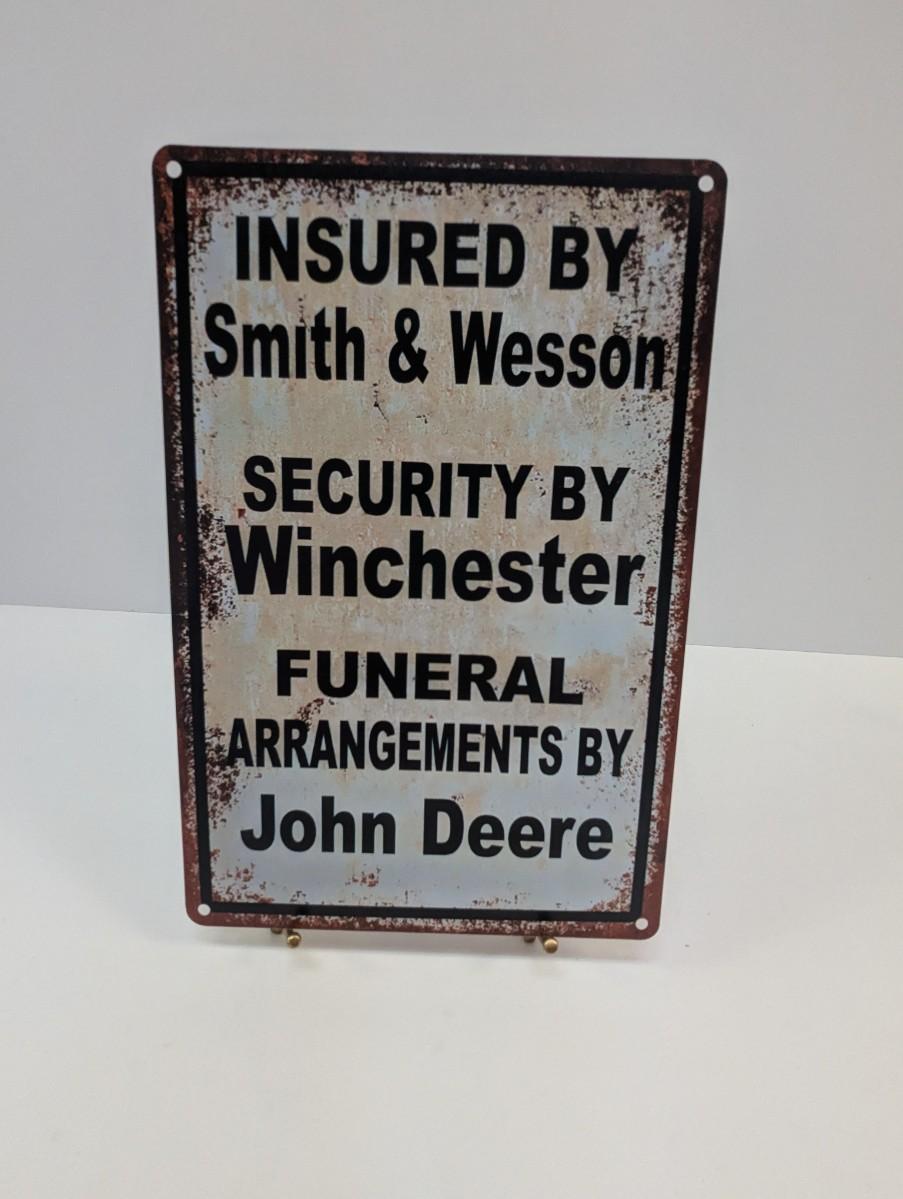 INSURED BY
Smith & Wesson
SECURITY BY
Winchester
FUNERAL
ARRANGEMENTS BY
John Deere